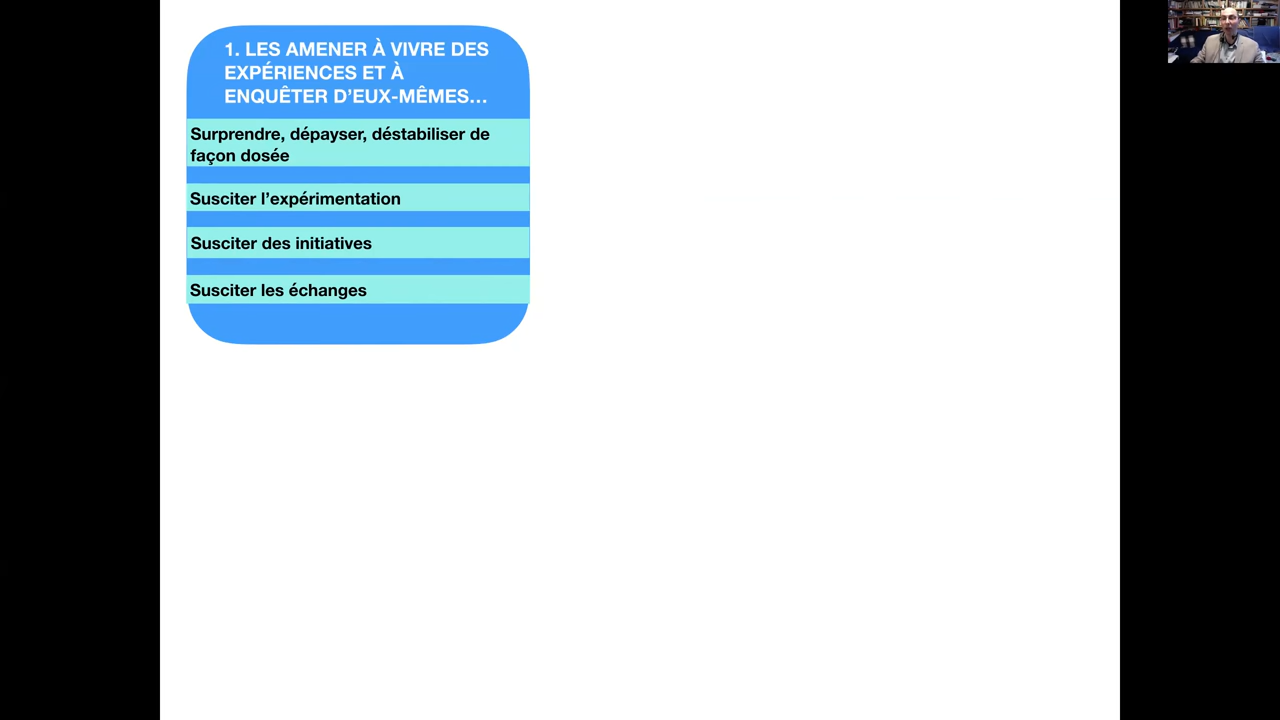 1. LES AMENER À VIVRE DES
EXPÉRIENCES ET À
ENQUÊTER D’EUX-MÊMES…
Surprendre, dépayser, déstabiliser de
façon dosée
Susciter l’expérimentation
Susciter des initiatives
Susciter les échanges